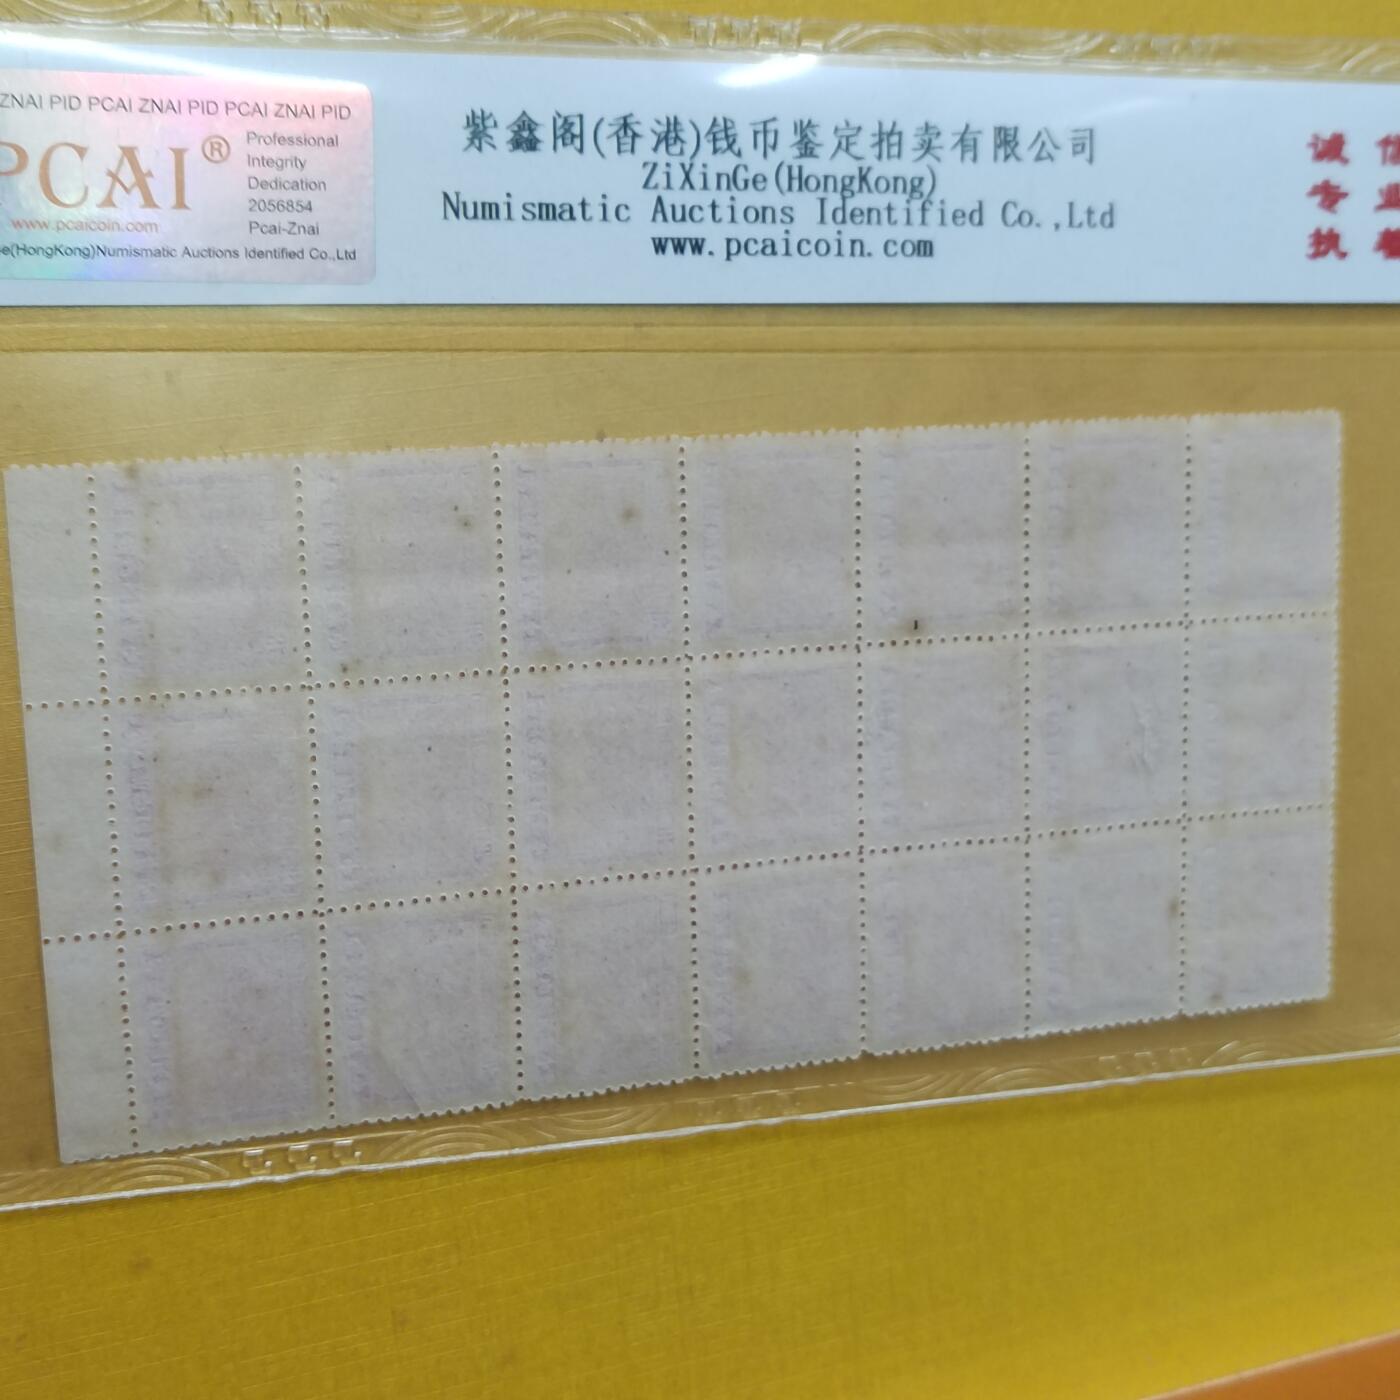 ZNAI PID PCAI ZNAI PID PCAI ZNAI PID
PCAI®
Professional
Integrity
Dedication
2056854
Pcai-Znai
www.pcaicoin.com
e(HongKong)Numismatic Auctions Identified Co.,Ltd
紫鑫阁(香港)钱币鉴定拍卖有限公司
ZiXinGe(HongKong)
Numismatic Auctions Identified Co.,Ltd
www.pcaicoin.com
诚 信
专 业
执